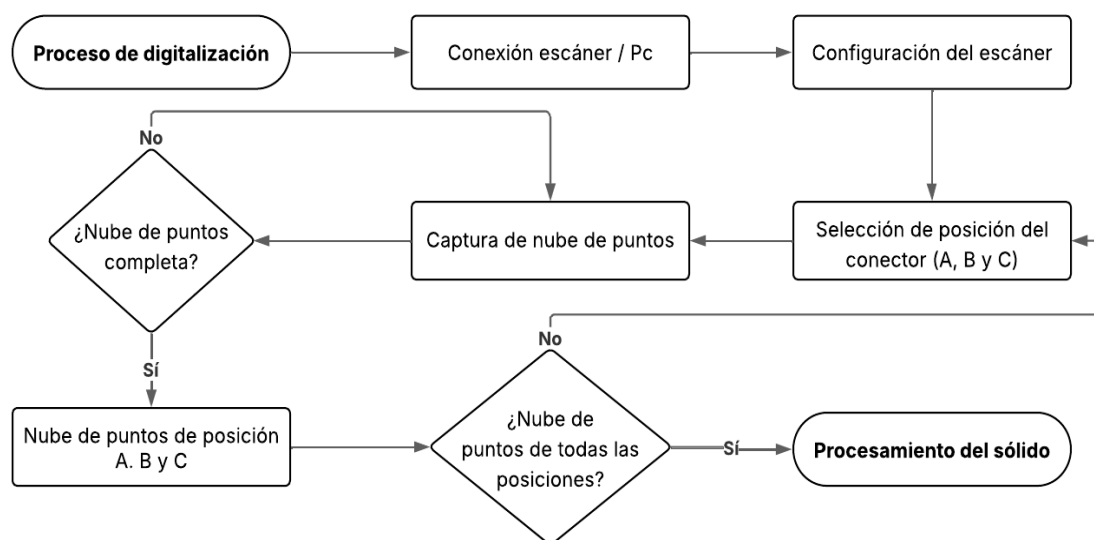 Proceso de digitalización
Conexión escáner / Pc
Configuración del escáner
No
¿Nube de puntos
completa?
Captura de nube de puntos
Selección de posición del
conector (A, B y C)
No
Sí
Nube de puntos de posición
A. B y C
¿Nube de
puntos de todas las
posiciones?
Sí
Procesamiento del sólido